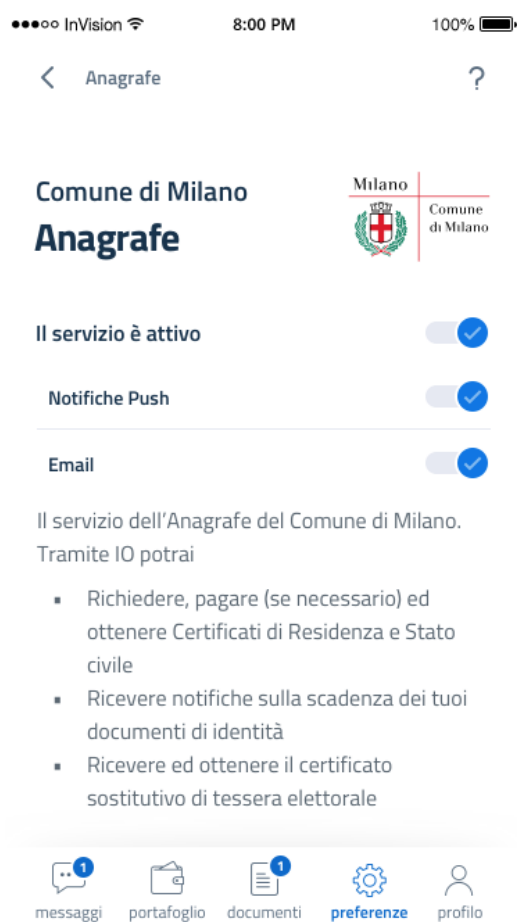 InVision 8:00 PM 100%
Anagrafe ?
Comune di Milano
Anagrafe
Milano
Comune
di Milano
Il servizio è attivo
Notifiche Push
Email
Il servizio dell'Anagrafe del Comune di Milano.
Tramite IO potrai
▪ Richiedere, pagare (se necessario) ed
ottenere Certificati di Residenza e Stato
civile
▪ Ricevere notifiche sulla scadenza dei tuoi
documenti di identità
▪ Ricevere ed ottenere il certificato
sostitutivo di tessera elettorale
1 1
messaggi portafoglio documenti preferenze profilo